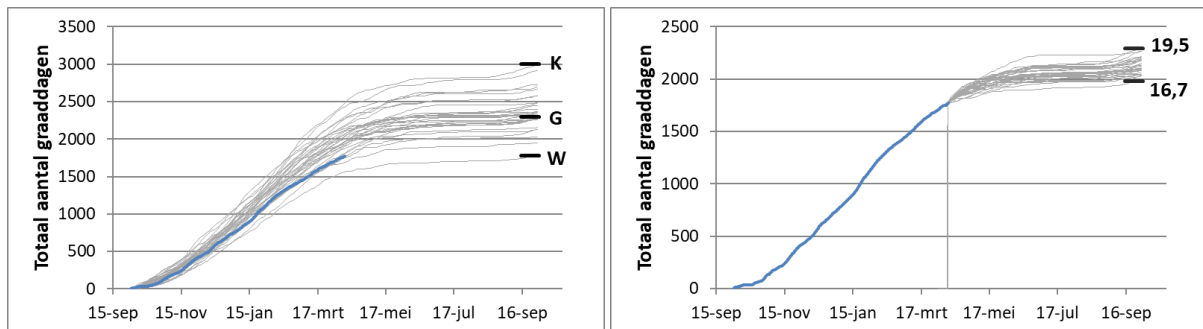 Totaal aantal graaddagen
3500
3000
2500
2000
1500
1000
500
0
15-sep 15-nov 15-jan 17-mrt 17-mei 17-jul 16-sep
K
G
W
Totaal aantal graaddagen
2500
2000
1500
1000
500
0
15-sep 15-nov 15-jan 17-mrt 17-mei 17-jul 16-sep
19,5
16,7